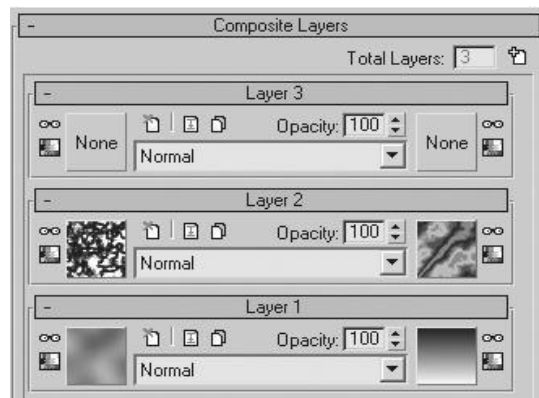 - Composite Layers
Total Layers: 3
- Layer 3
None Opacity: 100 None
Normal
- Layer 2
Opacity: 100
Normal
- Layer 1
Opacity: 100
Normal